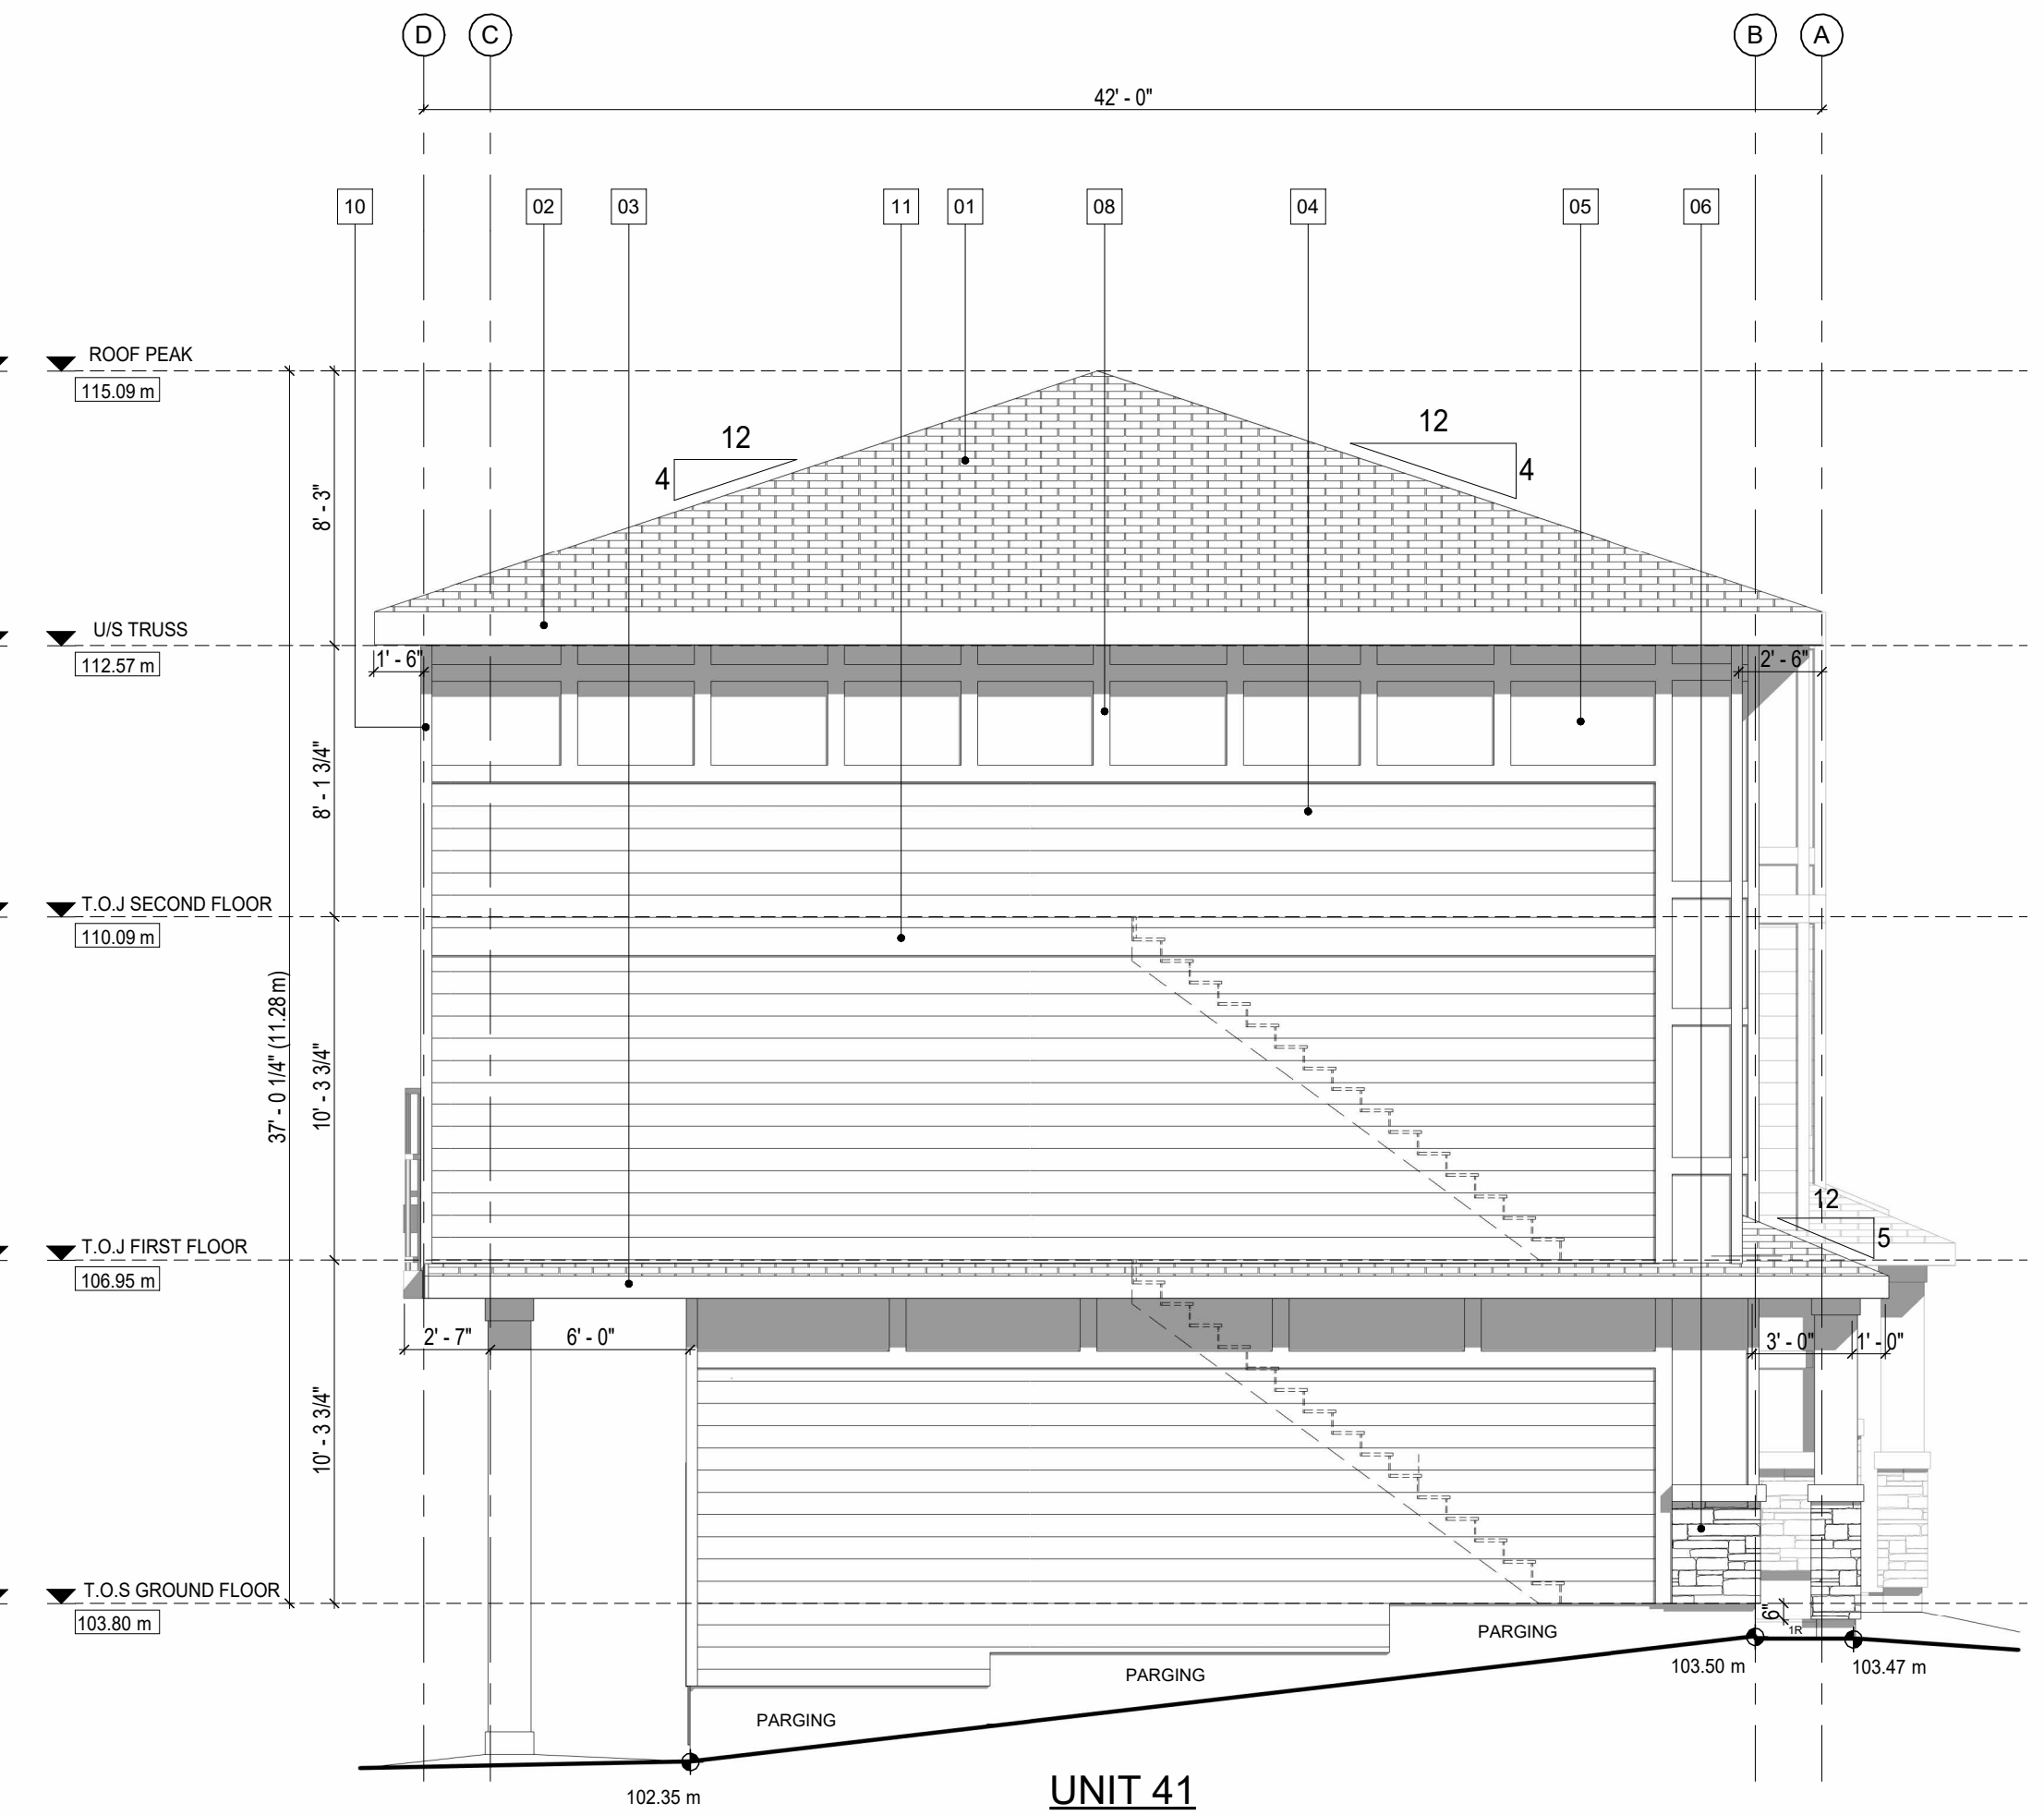 D C B A
42' - 0"
10 02 03 11 01 08 04 05 06
ROOF PEAK
115.09 m
12
4
12
4
8' - 3"
U/S TRUSS
112.57 m
1' - 6"
2' - 6"
8' - 1 3/4"
T.O.J SECOND FLOOR
110.09 m
37' - 0 1/4" (11.28 m)
10' - 3 3/4"
12
5
T.O.J FIRST FLOOR
106.95 m
2' - 7"
6' - 0"
3' - 0"
1' - 0"
10' - 3 3/4"
T.O.S GROUND FLOOR
103.80 m
6"
1R
PARGING
103.50 m
103.47 m
PARGING
PARGING
102.35 m
UNIT 41